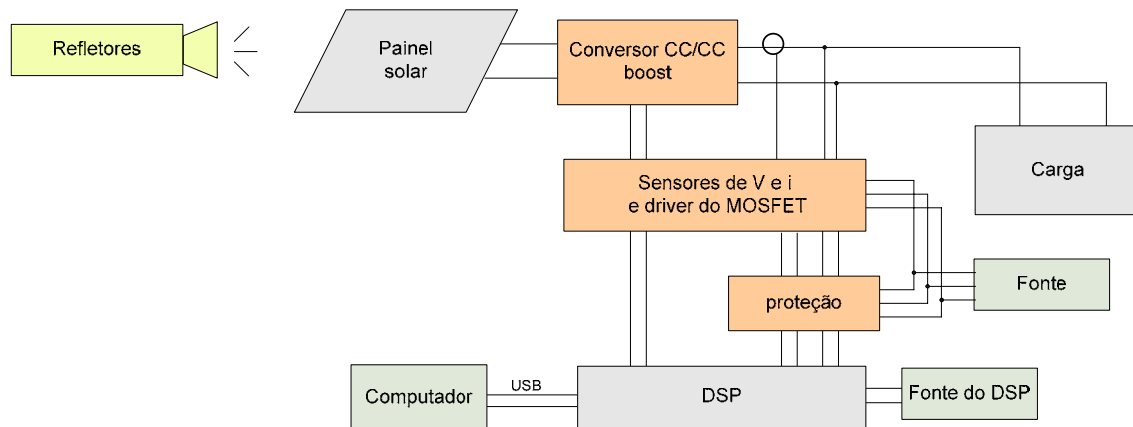 Refletores
Painel
solar
Conversor CC/CC
boost
Carga
Sensores de V e i
e driver do MOSFET
Fonte
proteção
Computador
USB
DSP
Fonte do DSP